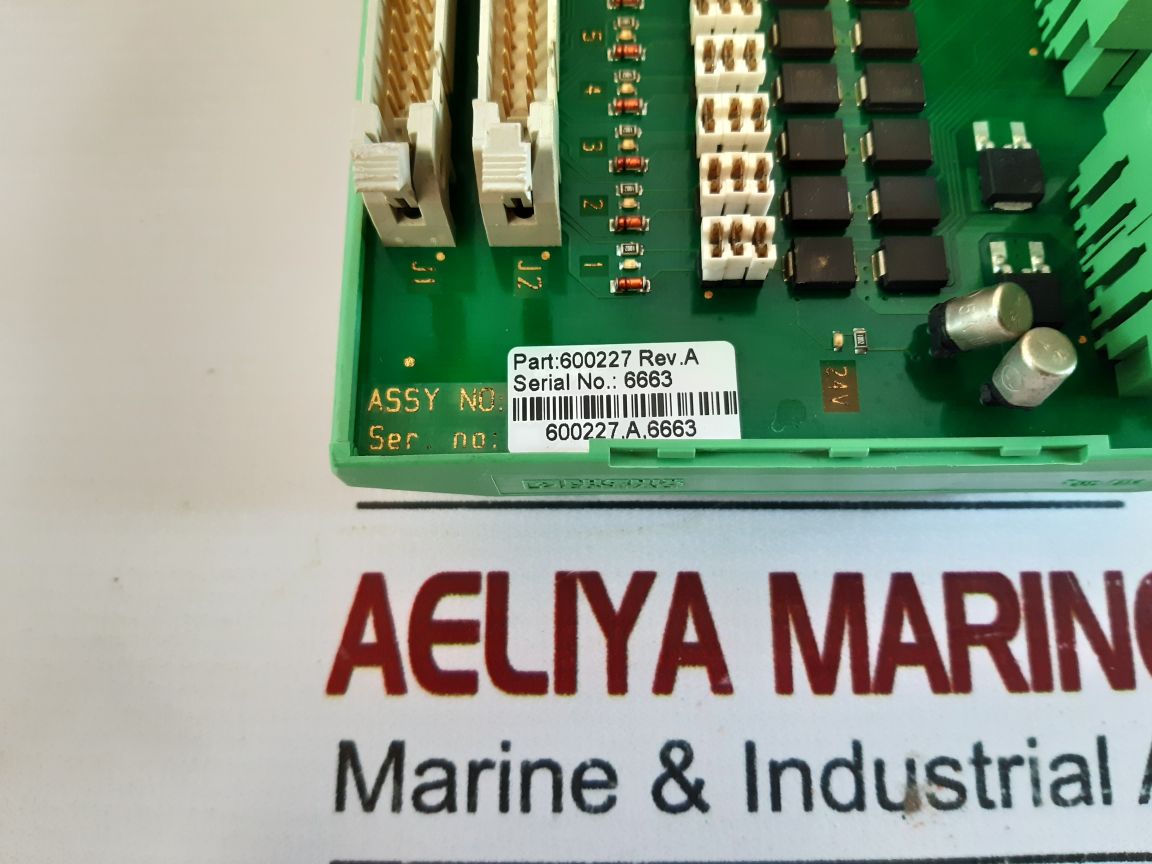 5
4
3
2
1
J1
J2
Part:600227 Rev.A
Serial No.: 6663
600227,A,6663
ASSY NO:
Ser. no:
24V
AELIYA MARIN
Marine & Industrial A